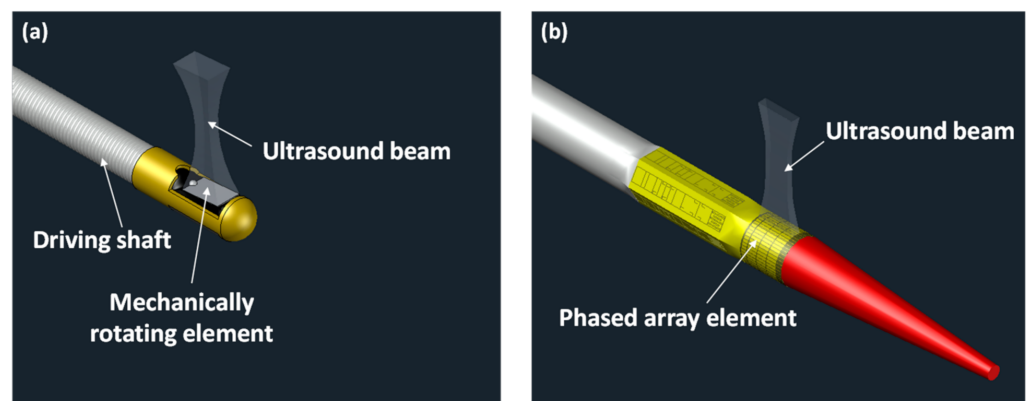 (a)
Ultrasound beam
Driving shaft
Mechanically
rotating element
(b)
Ultrasound beam
Phased array element